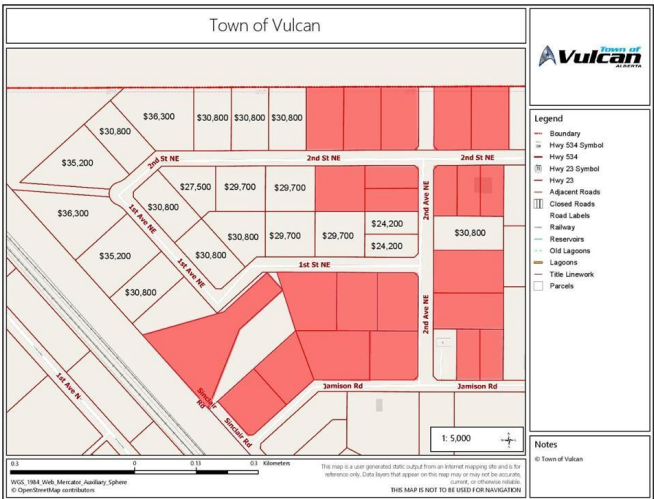 Town of Vulcan
Town of
Vulcan
ALBERTA
$36,300
$30,800
$30,800
$30,800
$30,800
$35,200
2nd St NE
2nd St NE
2nd St NE
$27,500
$29,700
$29,700
$36,300
$30,800
1st Ave NE
2nd Ave NE
$24,200
$30,800
$29,700
$29,700
$24,200
$30,800
$35,200
1st Ave NE
$30,800
1st St NE
$30,800
2nd Ave NE
1st Ave N
Sinclair Rd
Jamison Rd
Jamison Rd
Sinclair Rd
1: 5,000
Legend
Boundary
Hwy 534 Symbol
Hwy 534
Hwy 23 Symbol
Hwy 23
Adjacent Roads
Closed Roads
Road Labels
Railway
Reservoirs
Old Lagoons
Lagoons
Title Linework
Parcels
Notes
© Town of Vulcan
0.3 0 0.13 0.3 Kilometers
WGS_1984_Web_Mercator_Auxiliary_Sphere
© OpenStreetMap contributors
This map is a user generated static output from an Internet mapping site and is for
reference only. Data layers that appear on this map may or may not be accurate,
current, or otherwise reliable.
THIS MAP IS NOT TO BE USED FOR NAVIGATION